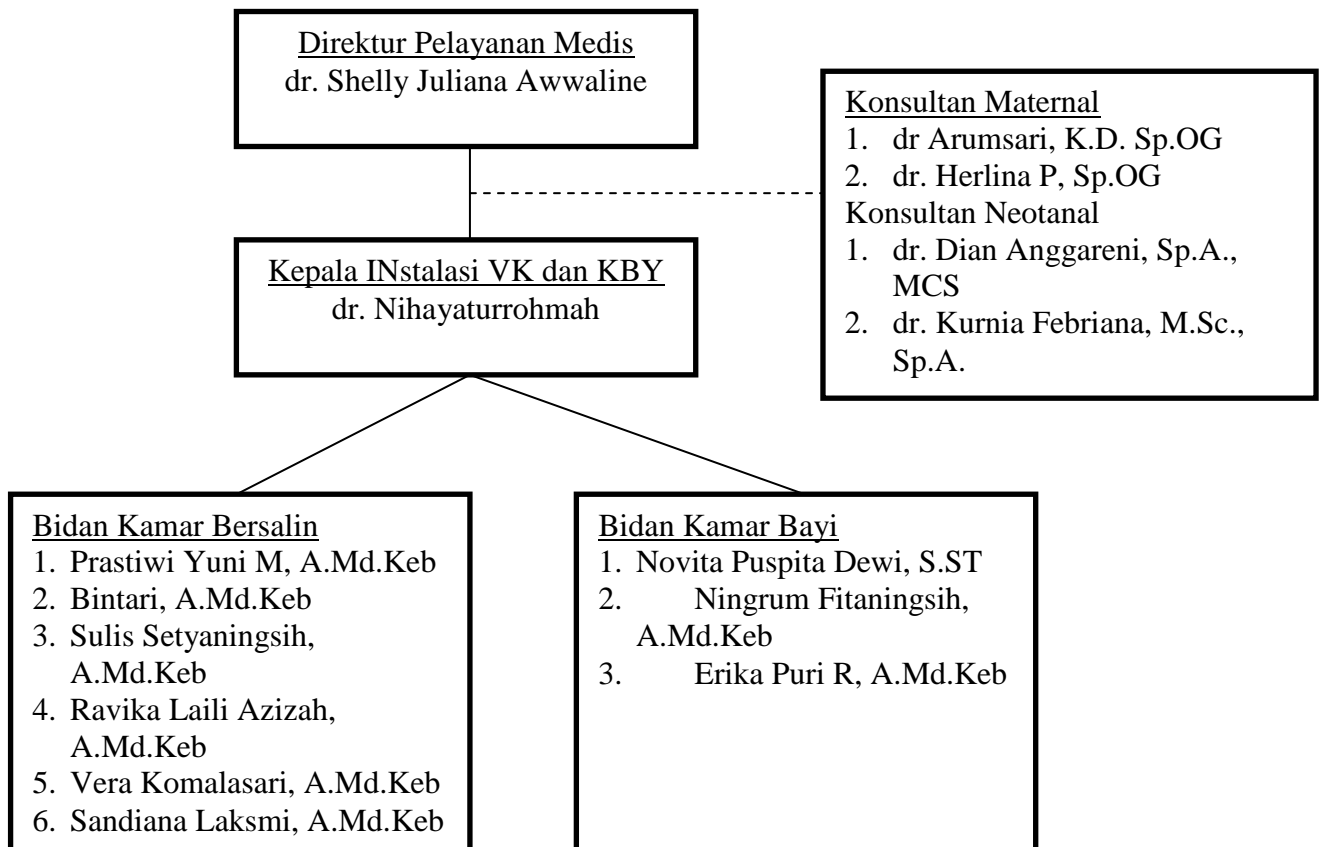 Direktur Pelayanan Medis
dr. Shelly Juliana Awwaline
Konsultan Maternal
1. dr Arumsari, K.D. Sp.OG
2. dr. Herlina P, Sp.OG
Konsultan Neotanal
1. dr. Dian Anggareni, Sp.A.,
MCS
2. dr. Kurnia Febriana, M.Sc.,
Sp.A.
Kepala INstalasi VK dan KBY
dr. Nihayaturrohmah
Bidan Kamar Bersalin
1. Prastiwi Yuni M, A.Md.Keb
2. Bintari, A.Md.Keb
3. Sulis Setyaningsih,
A.Md.Keb
4. Ravika Laili Azizah,
A.Md.Keb
5. Vera Komalasari, A.Md.Keb
6. Sandiana Laksmi, A.Md.Keb
Bidan Kamar Bayi
1. Novita Puspita Dewi, S.ST
2. Ningrum Fitaningsih,
A.Md.Keb
3. Erika Puri R, A.Md.Keb